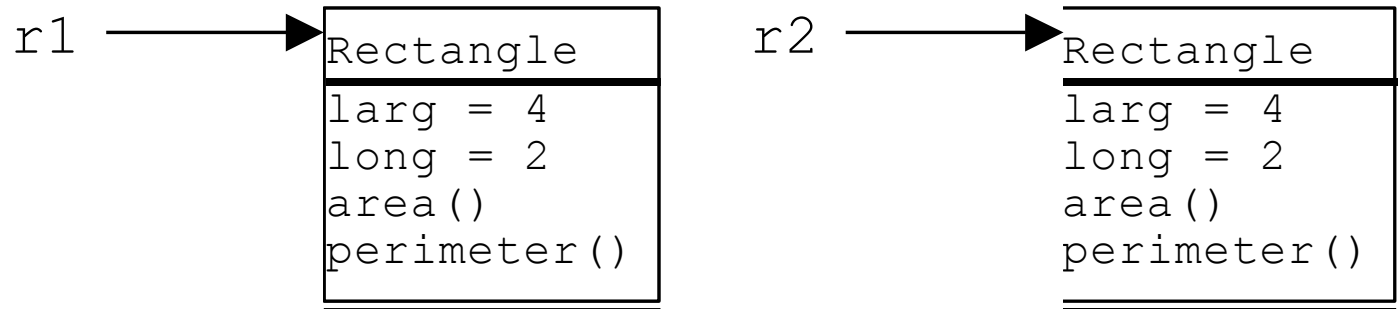 r1
Rectangle
larg = 4
long = 2
area()
perimeter()
r2
Rectangle
larg = 4
long = 2
area()
perimeter()